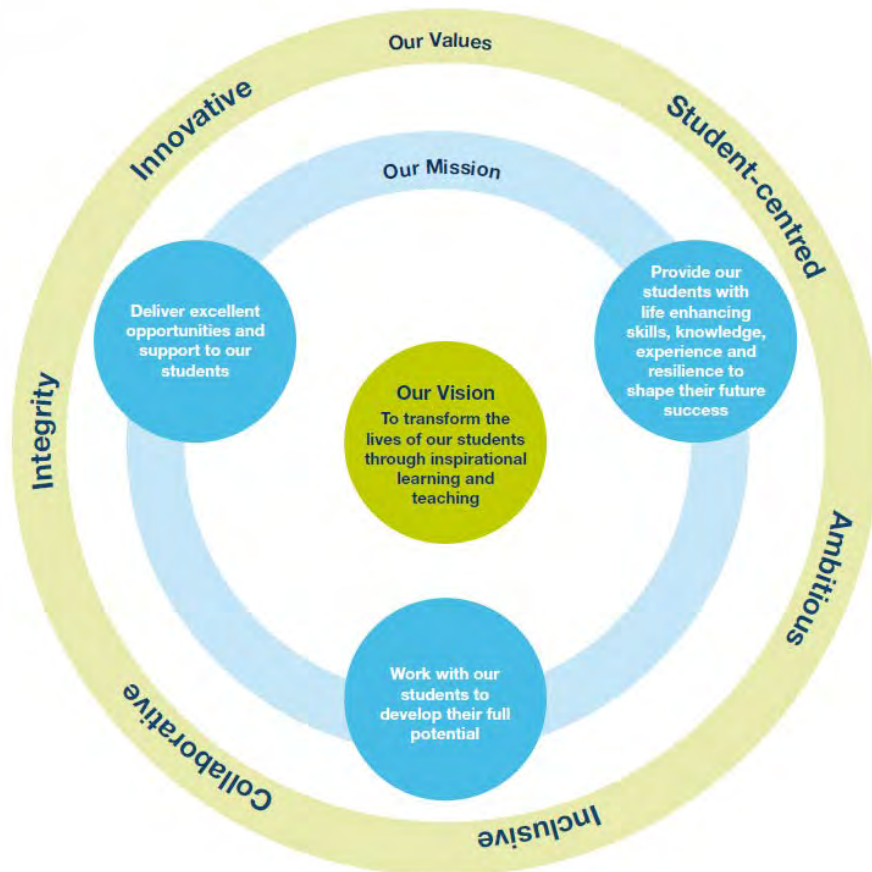 Our Values
Innovative
Student-centred
Our Mission
Deliver excellent
opportunities and
support to our
students
Provide our
students with
life enhancing
skills, knowledge,
experience and
resilience to
shape their future
success
Integrity
Our Vision
To transform the
lives of our students
through inspirational
learning and
teaching
Ambitious
Work with our
students to
develop their full
potential
Collaborative
Inclusive